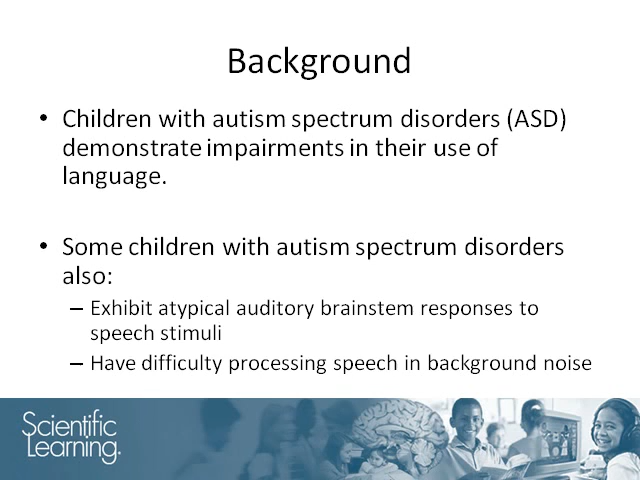 Background
• Children with autism spectrum disorders (ASD)
demonstrate impairments in their use of
language.
• Some children with autism spectrum disorders
also:
– Exhibit atypical auditory brainstem responses to
speech stimuli
– Have difficulty processing speech in background noise
Scientific
Learning.